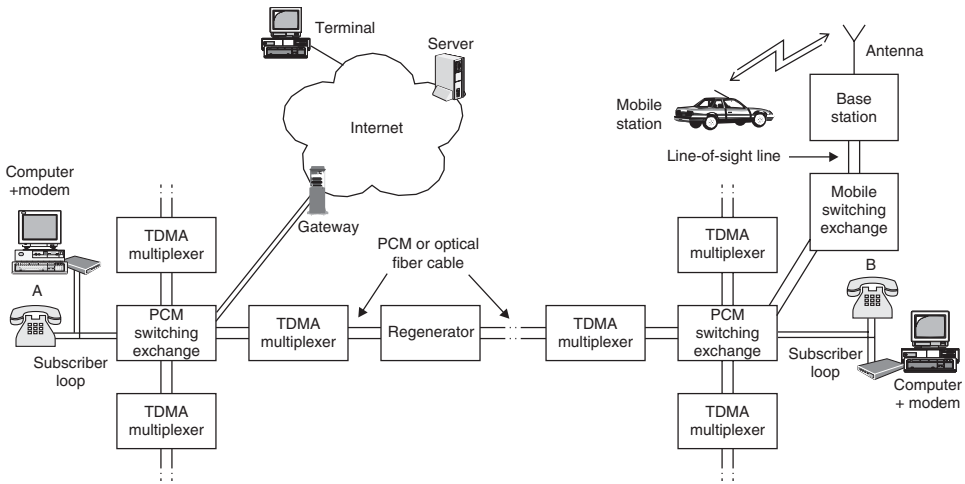 Terminal
Server
Internet
Gateway
Antenna
Base
station
Mobile
station
Line-of-sight line
Mobile
switching
exchange
Computer
+modem
A
Subscriber
loop
TDMA
multiplexer
PCM
switching
exchange
TDMA
multiplexer
TDMA
multiplexer
PCM or optical
fiber cable
Regenerator
TDMA
multiplexer
TDMA
multiplexer
PCM
switching
exchange
TDMA
multiplexer
B
Subscriber
loop
Computer
+ modem